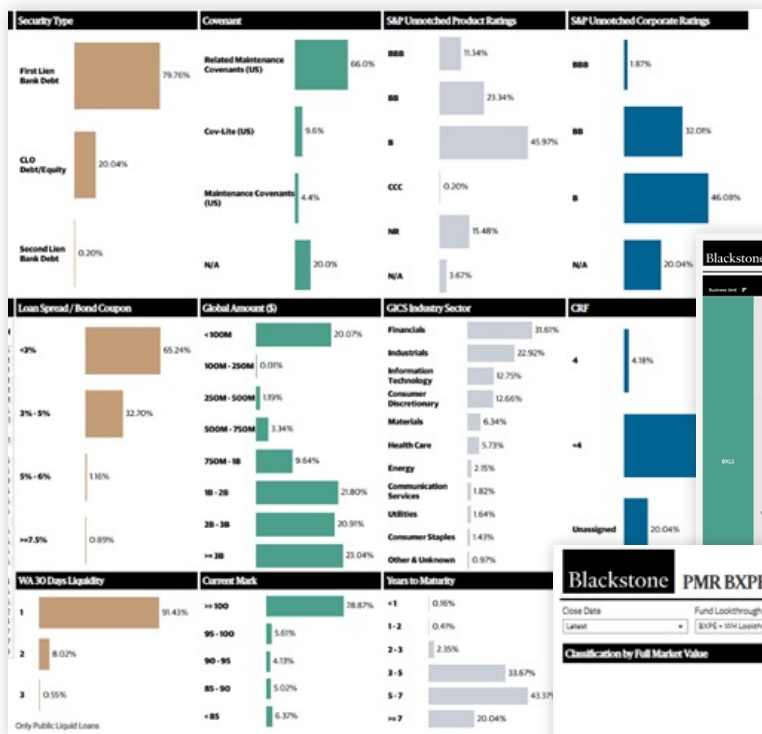 Security Type
First Lien
Bank Debt
79.76%
CLO
Debt/Equity
20.04%
Second Lien
Bank Debt
0.20%
Covenant
Related Maintenance
Covenants (US)
66.0%
Cov-Lite (US)
9.6%
Maintenance Covenants
(US)
4.4%
N/A
20.0%
S&P Unnotched Product Ratings
BBB
11.34%
BB
23.34%
B
45.97%
CCC
0.20%
NR
15.48%
N/A
3.67%
S&P Unnotched Corporate Ratings
BBB
1.87%
BB
32.01%
B
46.08%
N/A
20.04%
Loan Spread / Bond Coupon
<3%
65.24%
3% - 5%
32.70%
5% - 6%
1.16%
>=7.5%
0.89%
Global Amount ($)
<100M
20.07%
100M - 250M
0.01%
250M - 500M
1.19%
500M - 750M
3.34%
750M - 1B
9.64%
1B - 2B
21.80%
2B - 3B
20.91%
>= 3B
23.04%
GICS Industry Sector
Financials
31.61%
Industrials
22.92%
Information
Technology
12.75%
Consumer
Discretionary
12.66%
Materials
6.34%
Health Care
5.73%
Energy
2.15%
Communication
Services
1.82%
Utilities
1.64%
Consumer Staples
1.43%
Other & Unknown
0.97%
CRF
4
4.18%
<4
Unassigned
20.04%
Blackstone
Business Unit
BXLS
WA 30 Days Liquidity
1
91.43%
2
8.02%
3
0.55%
Only Public Liquid Loans
Current Mark
>= 100
78.87%
95 - 100
5.61%
90 - 95
4.13%
85 - 90
5.02%
< 85
6.37%
Years to Maturity
<1
0.16%
1 - 2
0.41%
2 - 3
2.35%
3 - 5
33.67%
5 - 7
43.37%
>= 7
20.04%
Blackstone PMR BXPE
Close Date
Latest
Fund Lookthrough
BXPE + WH Lookth
Classification by Full Market Value